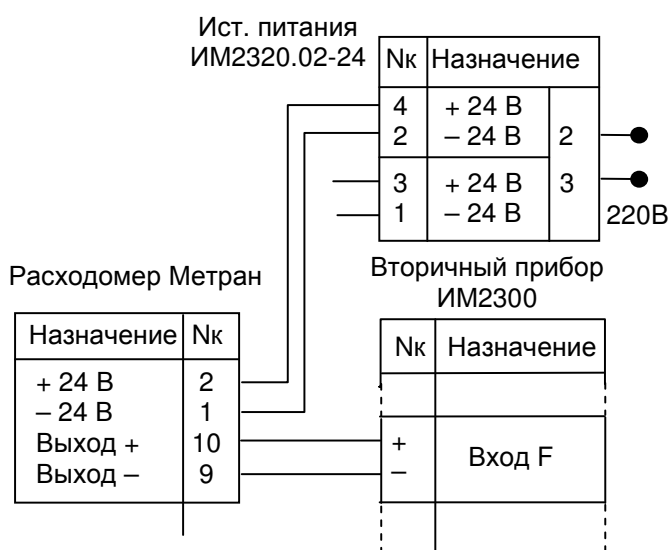 Ист. питания
ИМ2320.02-24
Nк Назначение
4 + 24 В
2 – 24 В 2
3 + 24 В 3
1 – 24 В
220В
Расходомер Метран
Назначение Nк
+ 24 В 2
– 24 В 1
Выход + 10
Выход – 9
Вторичный прибор
ИМ2300
Nк Назначение
+
–
Вход F